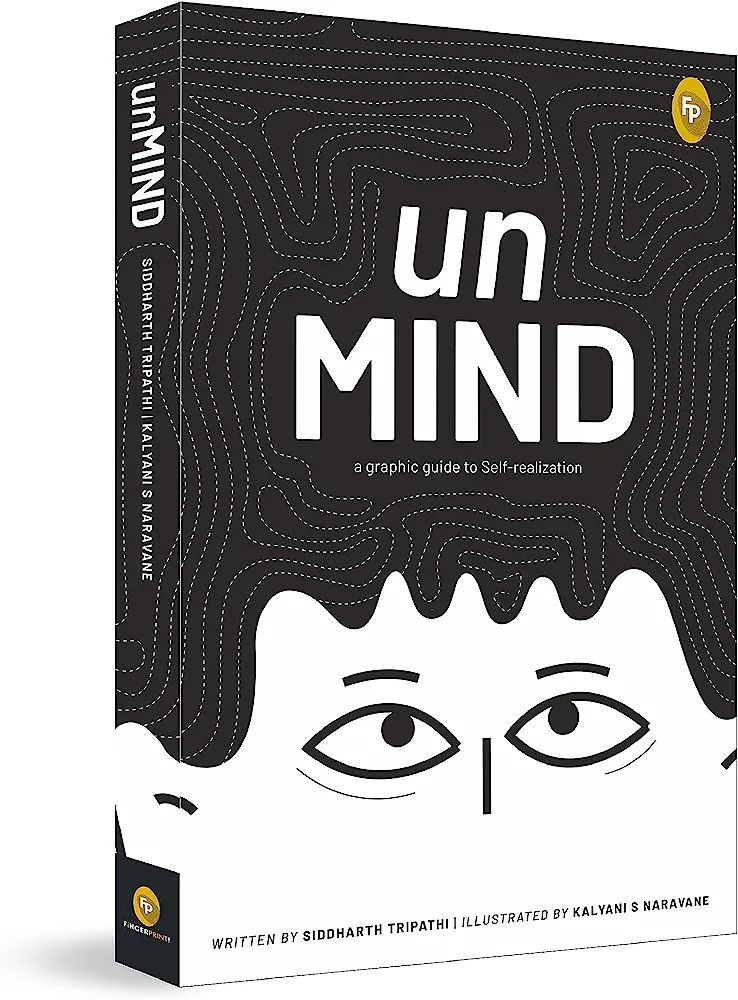 unMIND
SIDDHARTH TRIPATHI | KALYANI S NARAVANE
FP
FiNGERPRINT!
FP
un
MIND
a graphic guide to Self-realization
WRITTEN BY SIDDHARTH TRIPATHI | ILLUSTRATED BY KALYANI S NARAVANE